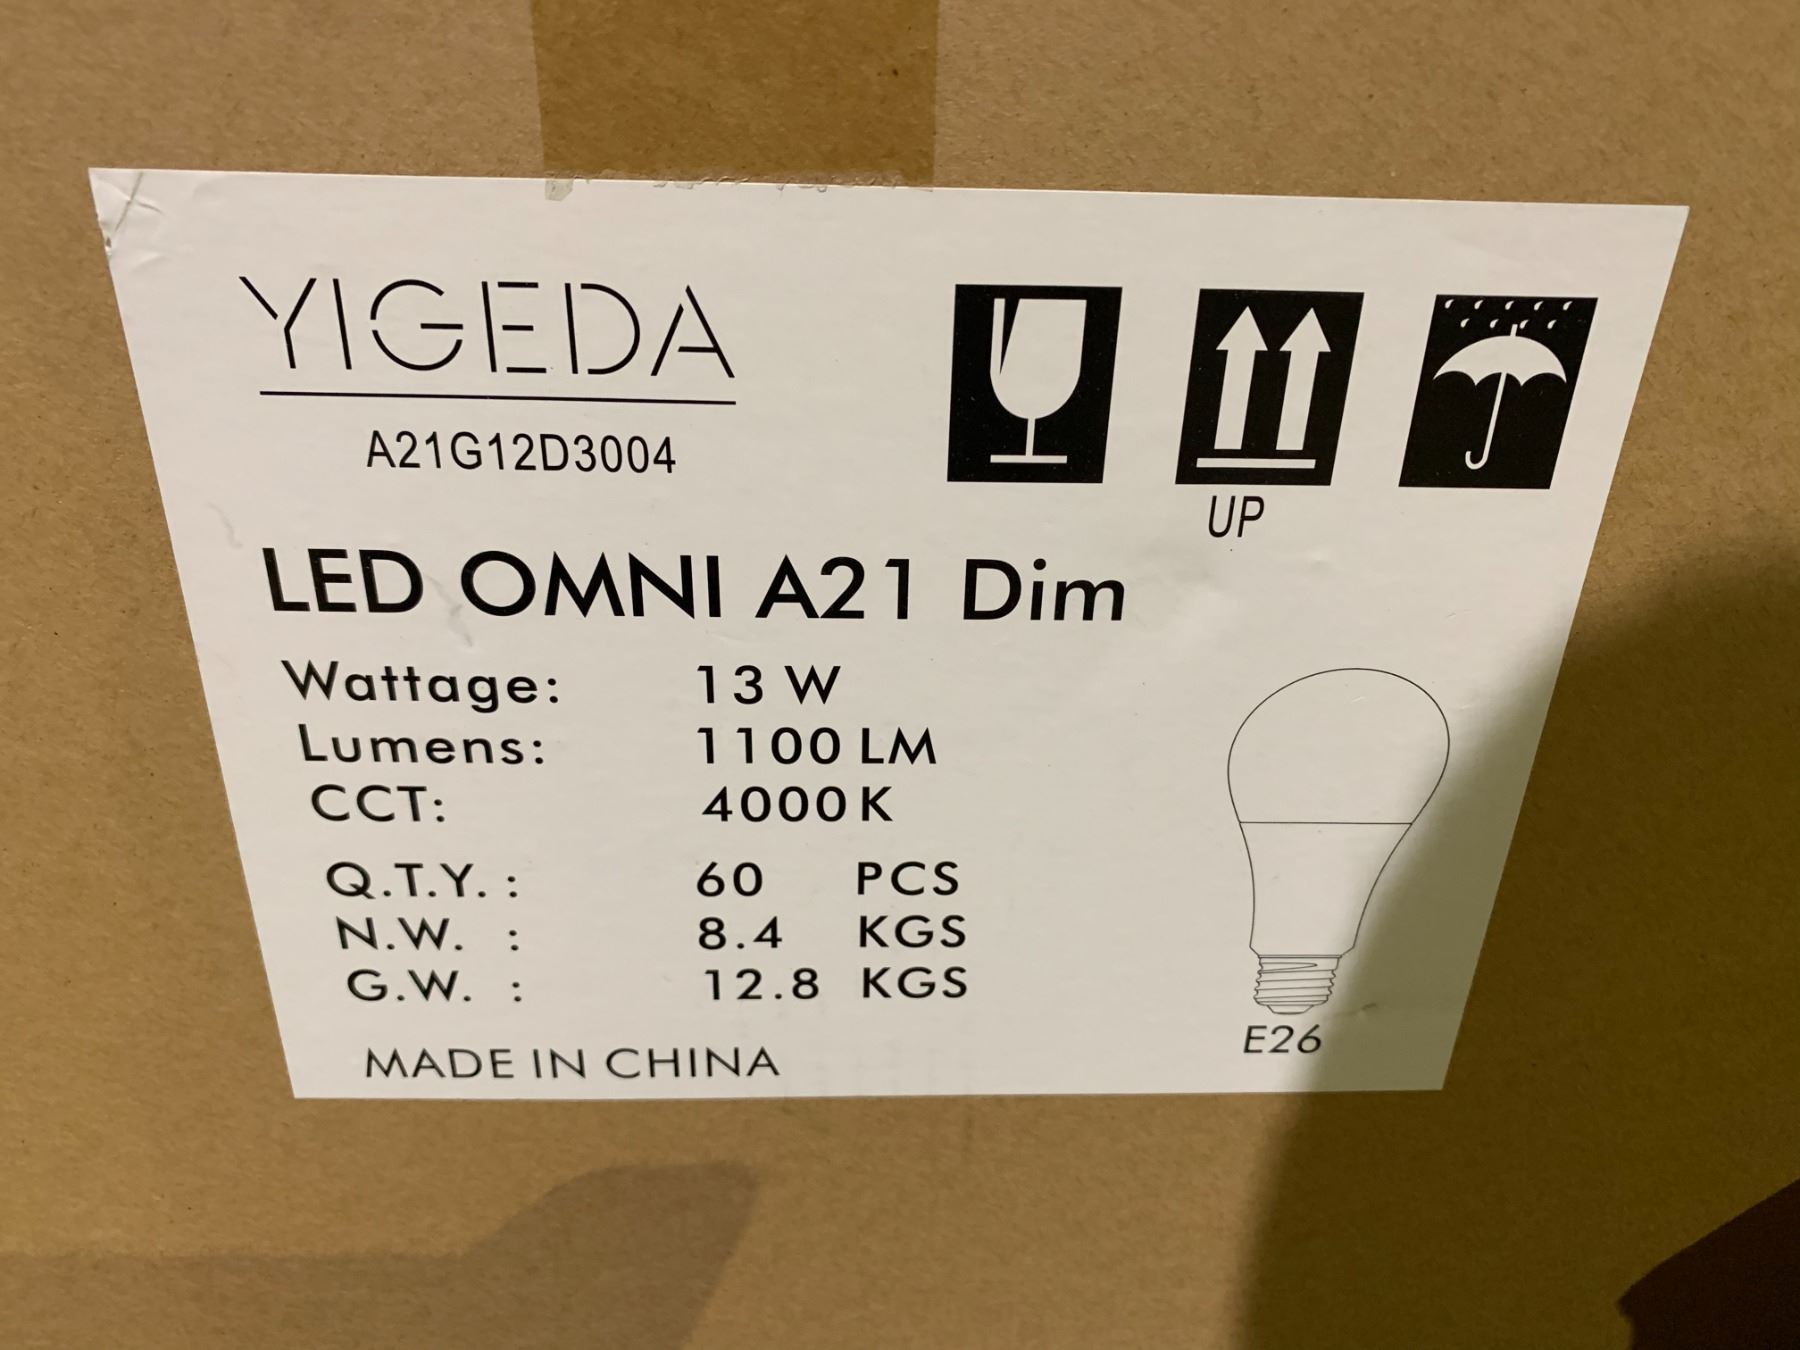 YIGEDA
A21G12D3004
UP
LED OMNI A21 Dim
Wattage: 13 W
Lumens: 1100 LM
CCT: 4000 K
Q.T.Y. : 60 PCS
N.W. : 8.4 KGS
G.W. : 12.8 KGS
E26
MADE IN CHINA